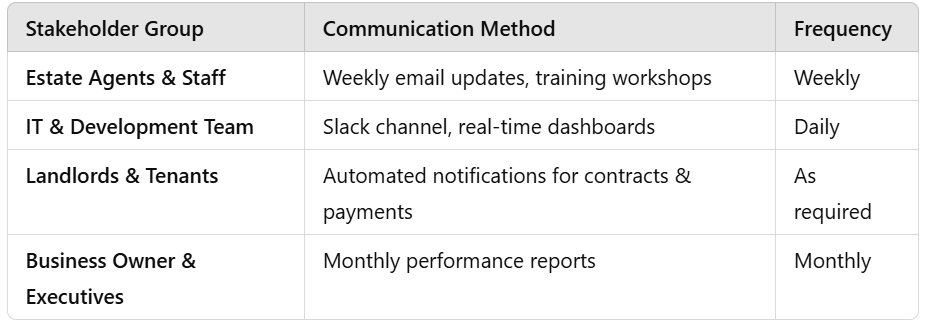 Stakeholder Group Communication Method Frequency
Estate Agents & Staff Weekly email updates, training workshops Weekly
IT & Development Team Slack channel, real-time dashboards Daily
Landlords & Tenants Automated notifications for contracts & As
payments required
Business Owner & Monthly performance reports Monthly
Executives